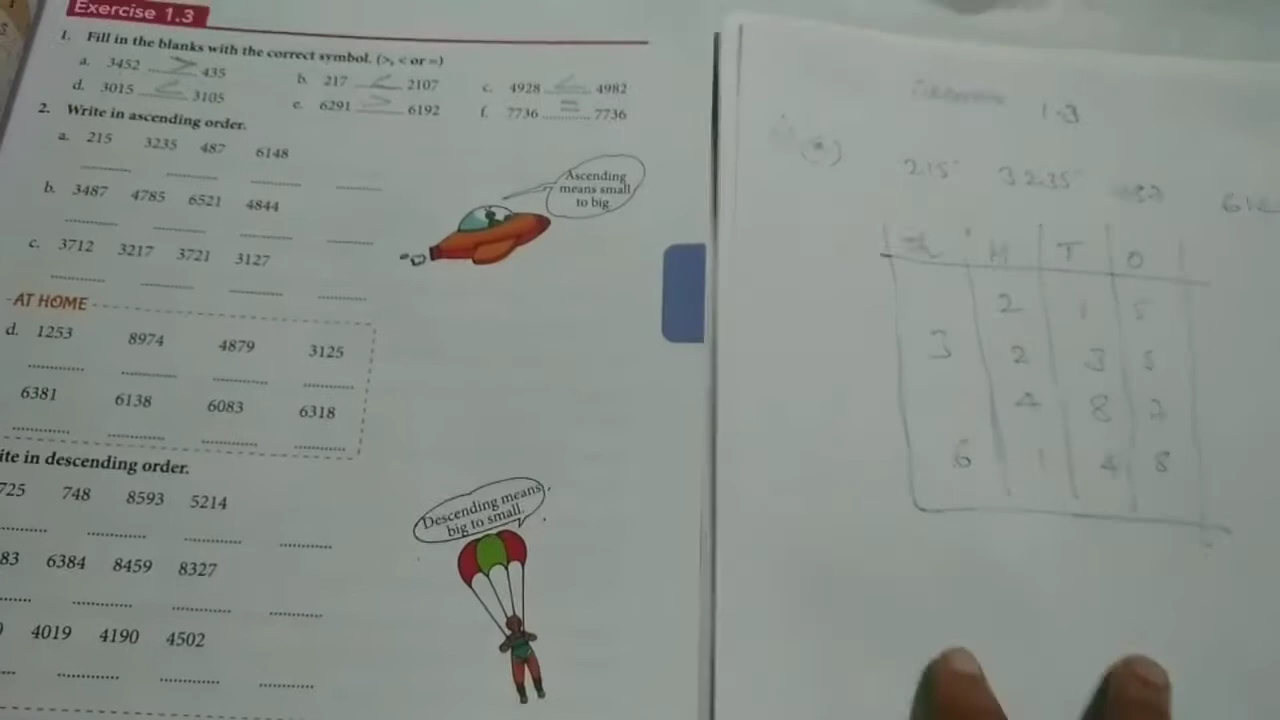 Exercise 1.3
1. Fill in the blanks with the correct symbol. (>, < or =)
a. 3452 > 435 b. 217 < 2107 c. 4928 < 4982
d. 3015 < 3105 e. 6291 > 6192 f. 7736 = 7736
2. Write in ascending order.
a. 215 3235 487 6148
b. 3487 4785 6521 4844
c. 3712 3217 3721 3127
Ascending
means small
to big
-AT HOME
d. 1253 8974 4879 3125
6381 6138 6083 6318
ite in descending order.
725 748 8593 5214
83 6384 8459 8327
4019 4190 4502
Descending means
big to small.
1.3
(a) 215 3235
H T O
2 1 5
3 2 3 5
4 8 7
6 1 4 8